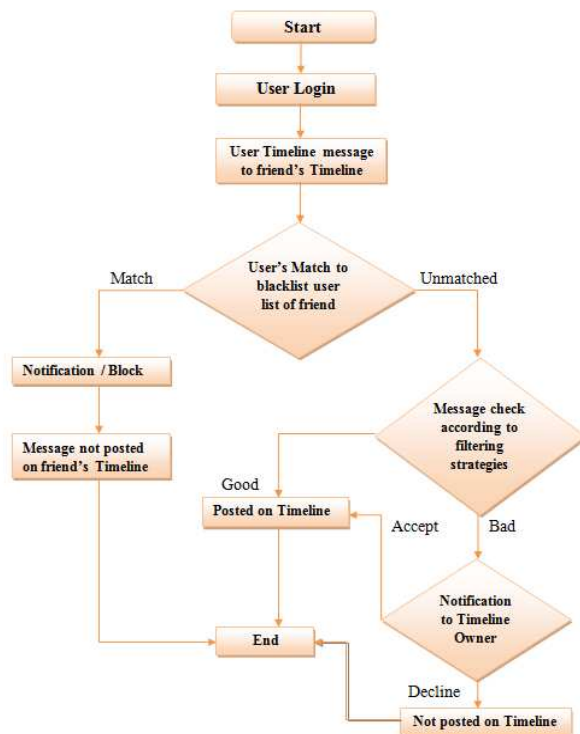 Start
User Login
User Timeline message
to friend's Timeline
User's Match to
blacklist user
list of friend
Match
Unmatched
Notification / Block
Message not posted
on friend's Timeline
Message check
according to
filtering
strategies
Good
Posted on Timeline
Accept
Bad
Notification
to Timeline
Owner
End
Decline
Not posted on Timeline